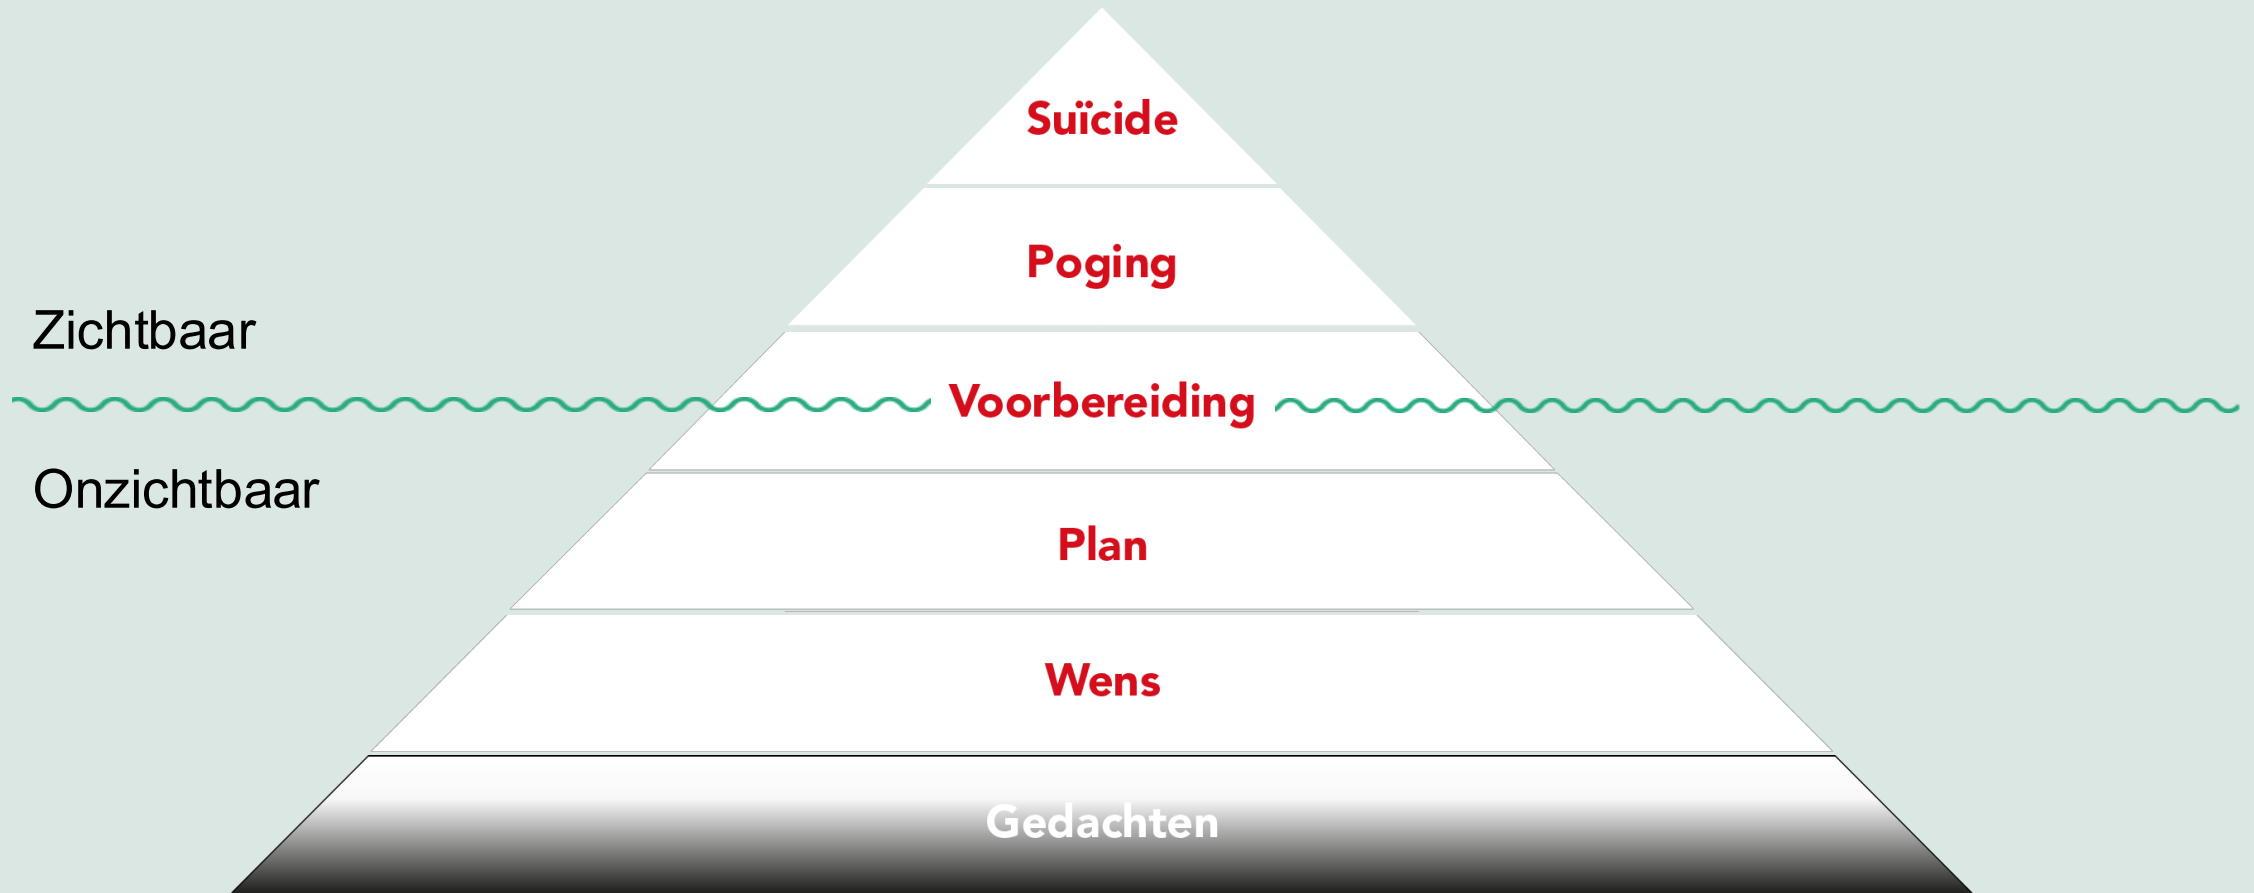 Suïcide
Poging
Zichtbaar
Voorbereiding
Onzichtbaar
Plan
Wens
Gedachten